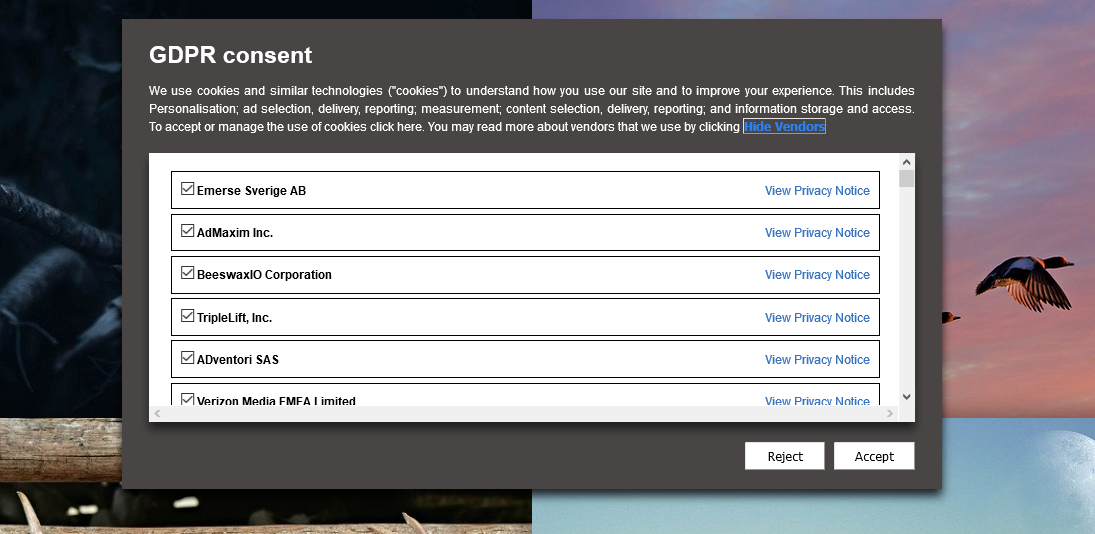 GDPR consent
We use cookies and similar technologies ("cookies") to understand how you use our site and to improve your experience. This includes
Personalisation; ad selection, delivery, reporting; measurement; content selection, delivery, reporting; and information storage and access.
To accept or manage the use of cookies click here. You may read more about vendors that we use by clicking Hide Vendors
Emerse Sverige AB View Privacy Notice
AdMaxim Inc. View Privacy Notice
BeeswaxIO Corporation View Privacy Notice
TripleLift, Inc. View Privacy Notice
ADventori SAS View Privacy Notice
Verizon Media EMEA Limited View Privacy Notice
Reject Accept